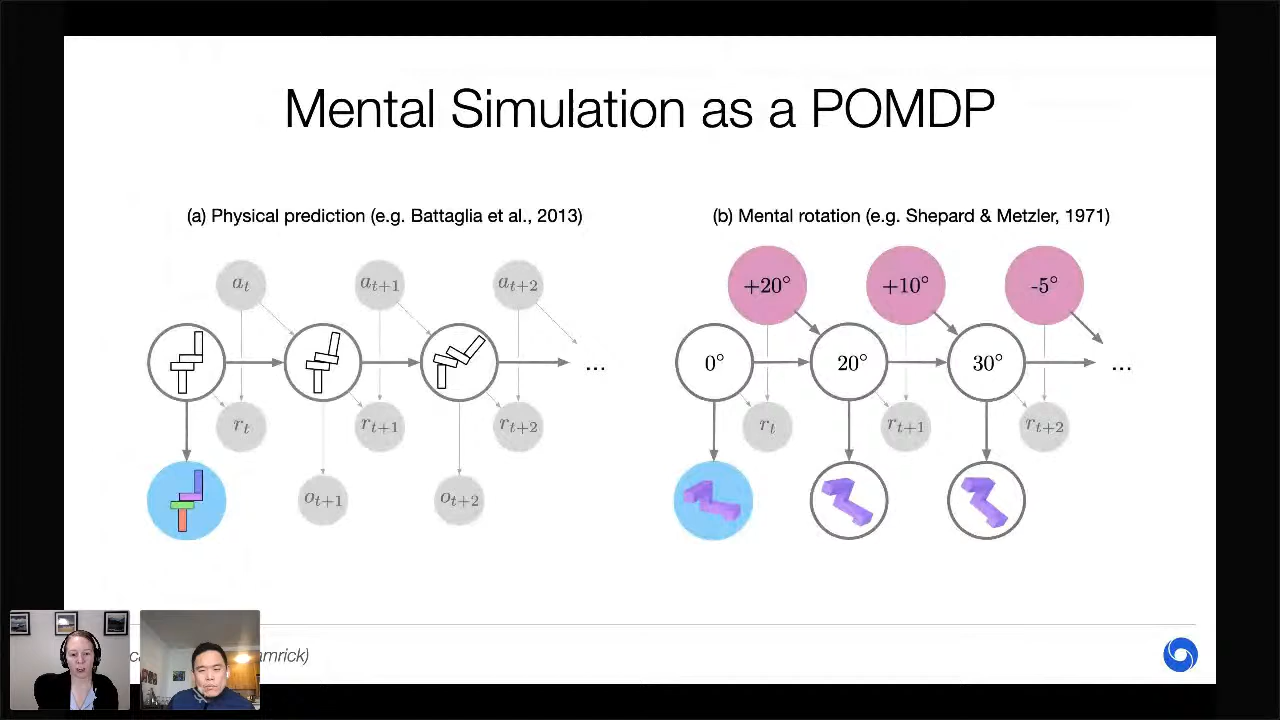 Mental Simulation as a POMDP
(a) Physical prediction (e.g. Battaglia et al., 2013)
(b) Mental rotation (e.g. Shepard & Metzler, 1971)
a_t
a_{t+1}
a_{t+2}
+20°
+10°
-5°
...
0°
20°
30°
...
r_t
r_{t+1}
r_{t+2}
r_t
r_{t+1}
r_{t+2}
o_{t+1}
o_{t+2}